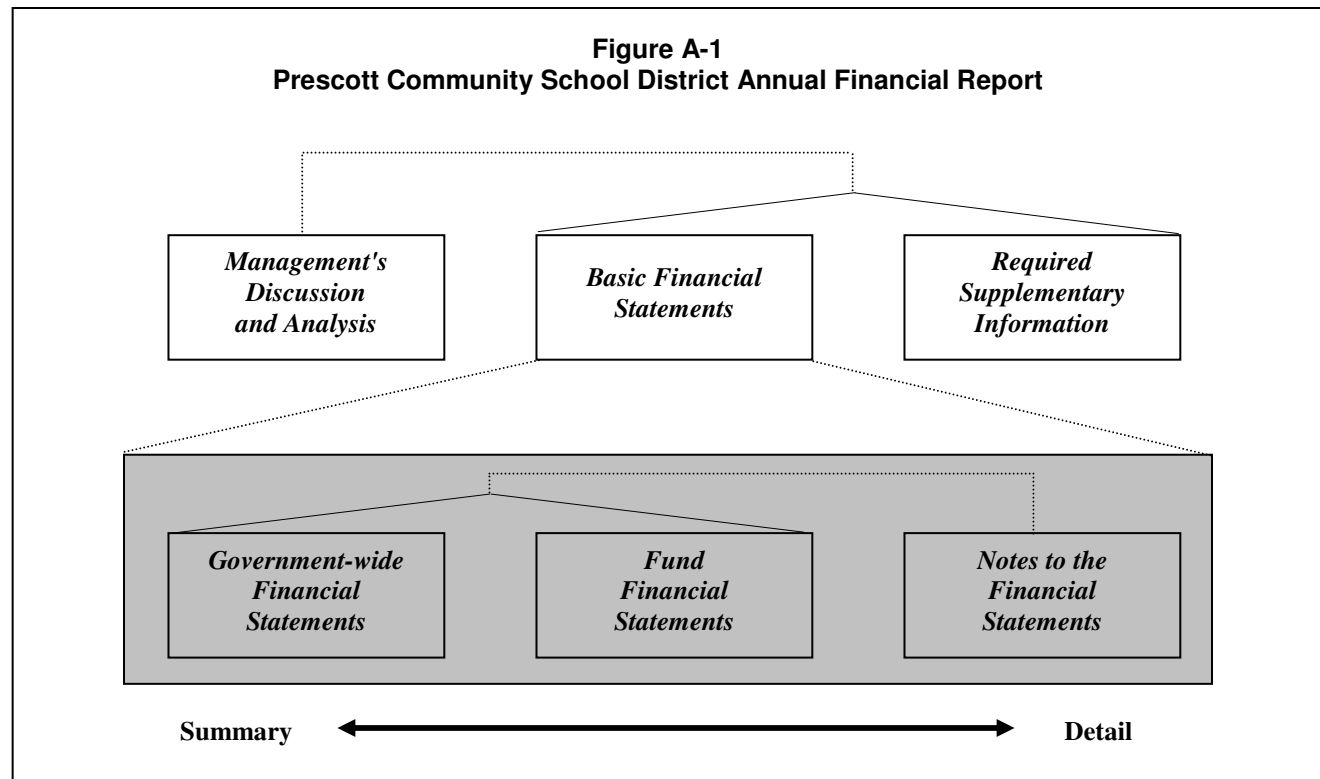 Figure A-1
Prescott Community School District Annual Financial Report
Management's
Discussion
and Analysis
Basic Financial
Statements
Required
Supplementary
Information
Government-wide
Financial
Statements
Fund
Financial
Statements
Notes to the
Financial
Statements
Summary
Detail